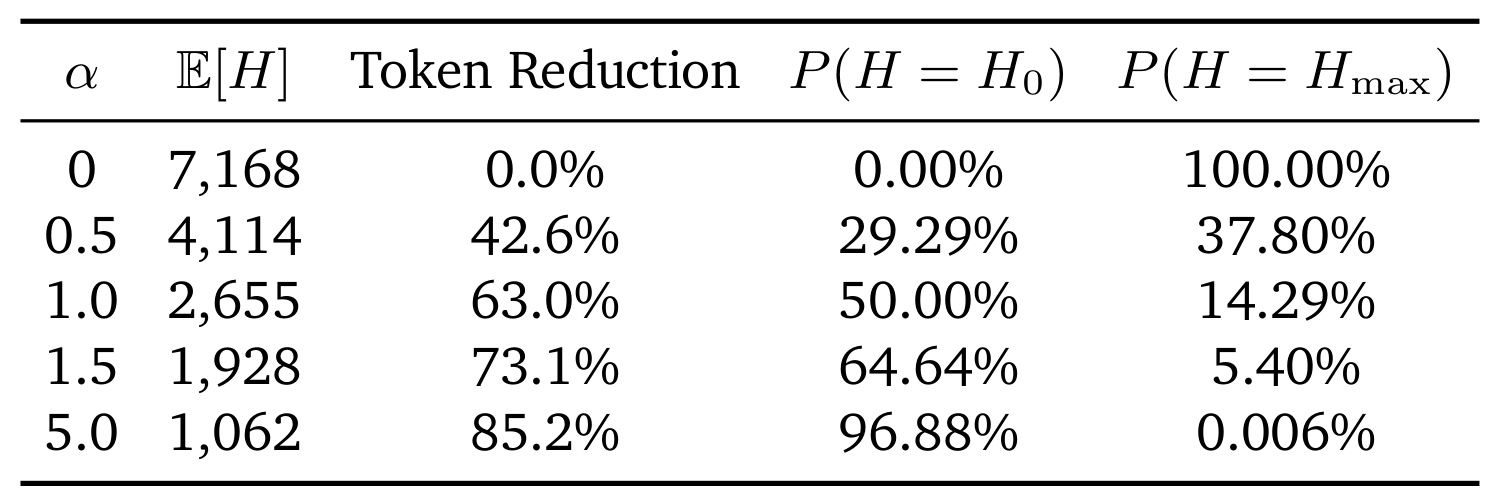 α 𝔼[H] Token Reduction P(H = H₀) P(H = Hₘₐₓ)
0 7,168 0.0% 0.00% 100.00%
0.5 4,114 42.6% 29.29% 37.80%
1.0 2,655 63.0% 50.00% 14.29%
1.5 1,928 73.1% 64.64% 5.40%
5.0 1,062 85.2% 96.88% 0.006%